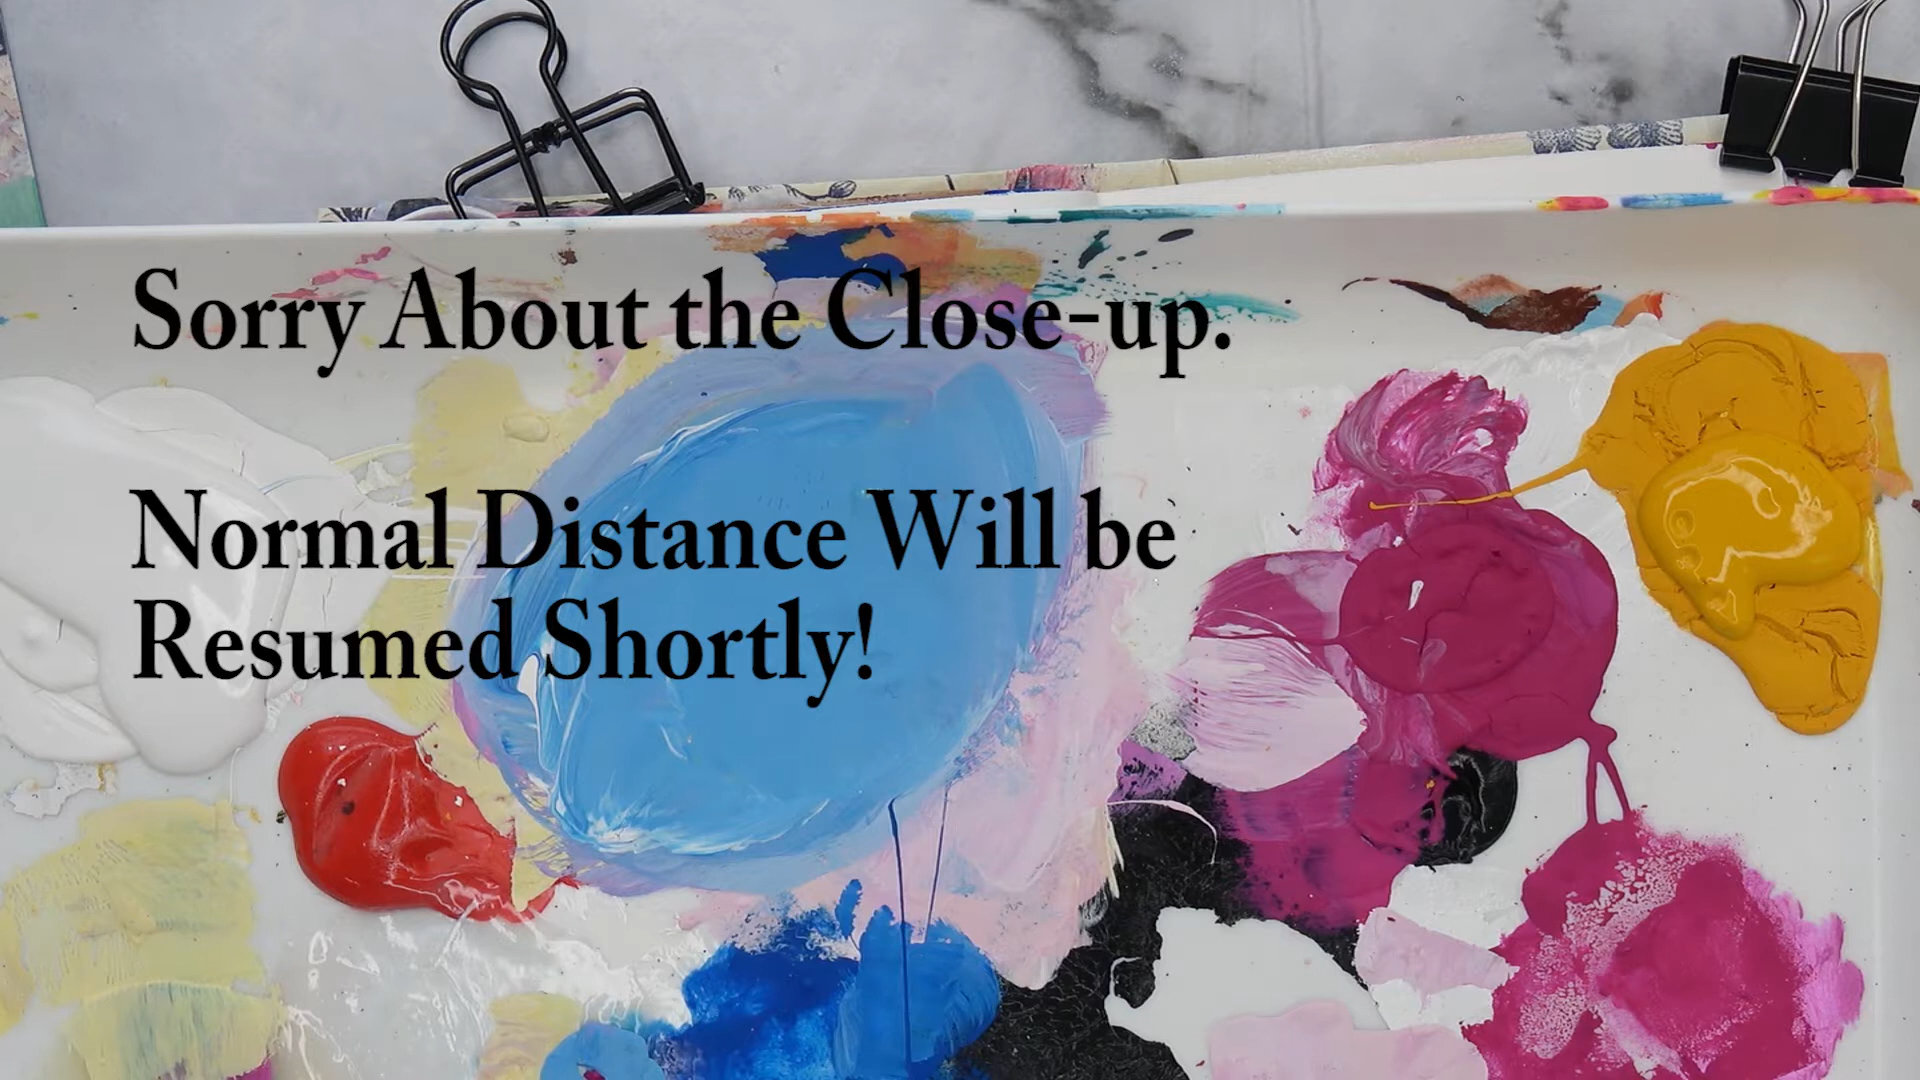 Sorry About the Close-up.
Normal Distance Will be
Resumed Shortly!